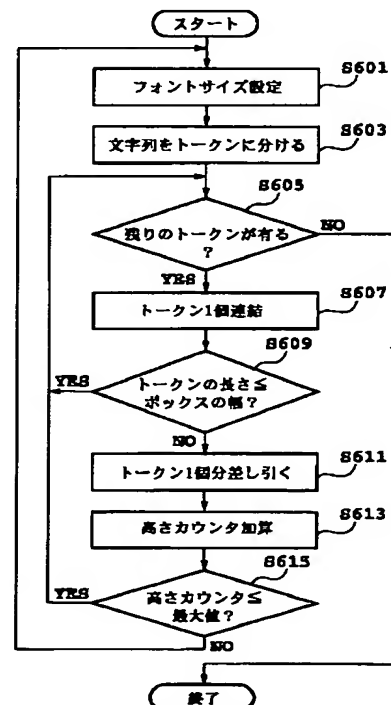 スタート
S601
フォントサイズ設定
S603
文字列をトークンに分ける
S605
残りのトークンが有る
?
NO
YES
S607
トークン1個連結
S609
YES
トークンの長さ≦
ボックスの幅?
NO
S611
トークン1個分差し引く
S613
高さカウンタ加算
S615
YES
高さカウンタ≦
最大値?
NO
終了